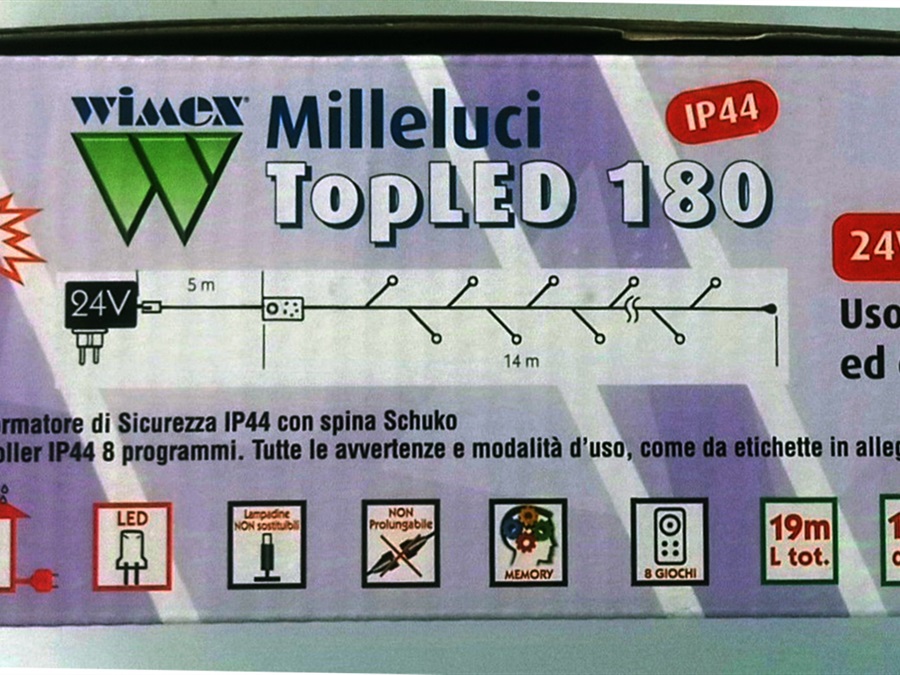 wimex®
Milleluci
IP44
TopLED 180
24V
5 m
24V
14 m
Uso
ed
ormatore di Sicurezza IP44 con spina Schuko
oller IP44 8 programmi. Tutte le avvertenze e modalità d'uso, come da etichette in alleg
LED
Lampadine
NON sostituibili
NON
Prolungabile
MEMORY
8 GIOCHI
19m
L tot.